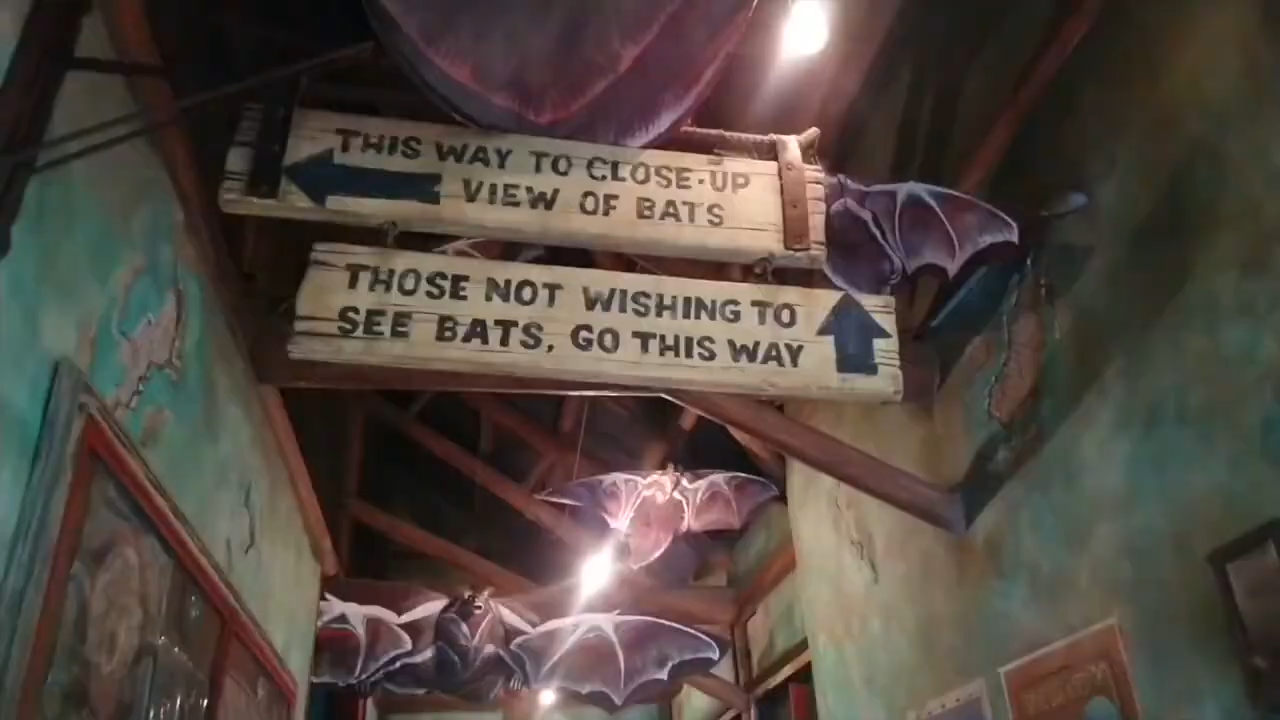 THIS WAY TO CLOSE-UP
VIEW OF BATS
THOSE NOT WISHING TO
SEE BATS, GO THIS WAY